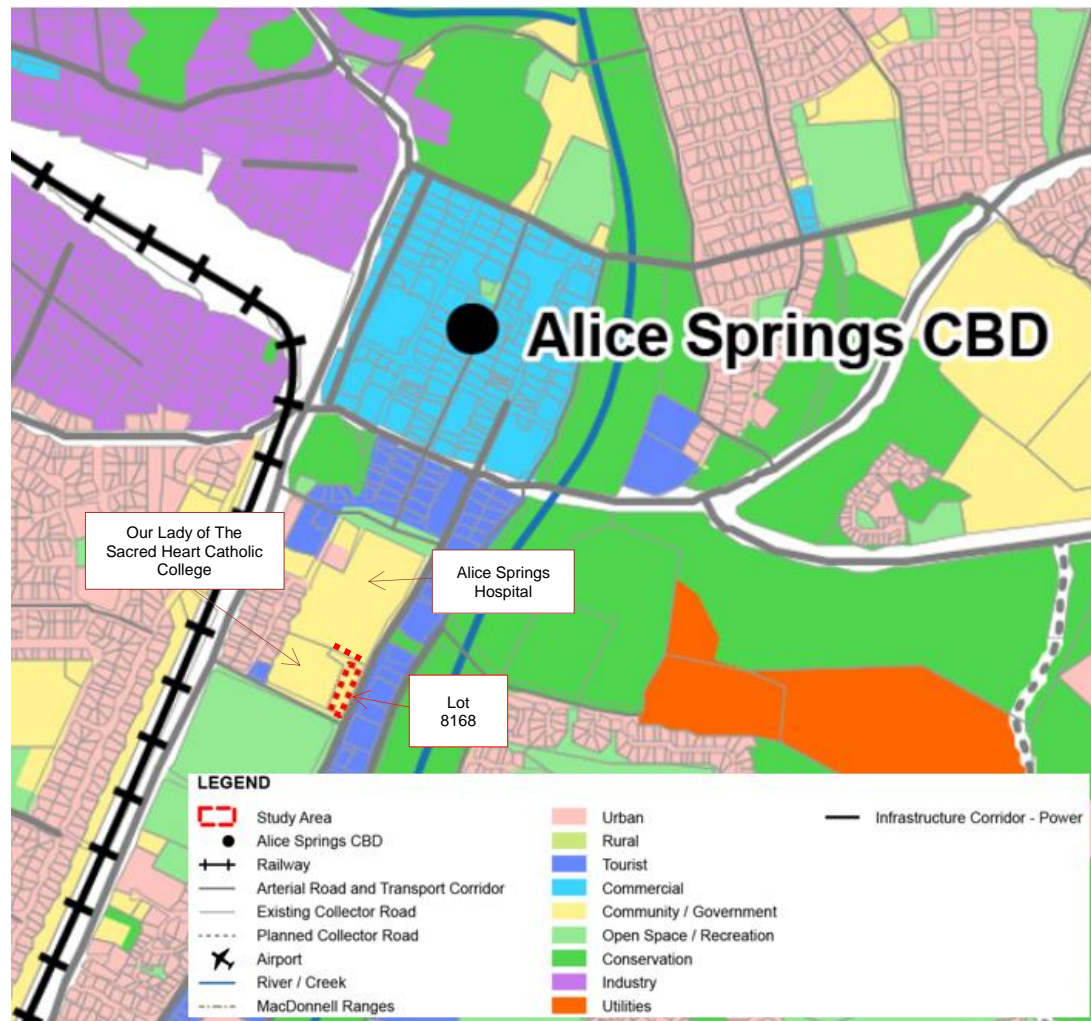 Alice Springs CBD
Our Lady of The
Sacred Heart Catholic
College
Alice Springs
Hospital
Lot
8168
LEGEND
Study Area
Alice Springs CBD
Railway
Arterial Road and Transport Corridor
Existing Collector Road
Planned Collector Road
Airport
River / Creek
MacDonnell Ranges
Urban
Rural
Tourist
Commercial
Community / Government
Open Space / Recreation
Conservation
Industry
Utilities
Infrastructure Corridor - Power